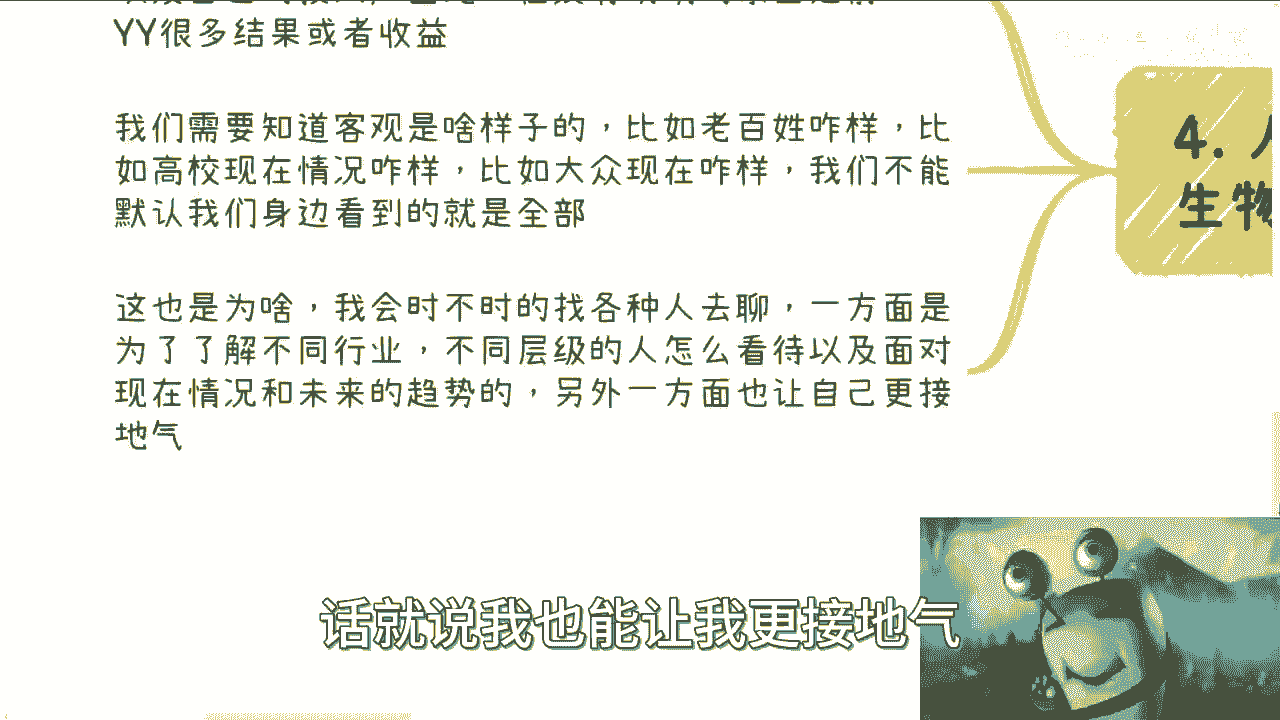 YY很多结果或者收益
我们需要知道客观是啥样子的，比如老百姓咋样，比
如高校现在情况咋样，比如大众现在咋样，我们不能
默认我们身边看到的就是全部
这也是为啥，我会时不时的找各种人去聊，一方面是
为了了解不同行业，不同层级的人怎么看待以及面对
现在情况和未来的趋势的，另外一方面也让自己更接
地气
4. 人
生物
话就说我也能让我更接地气